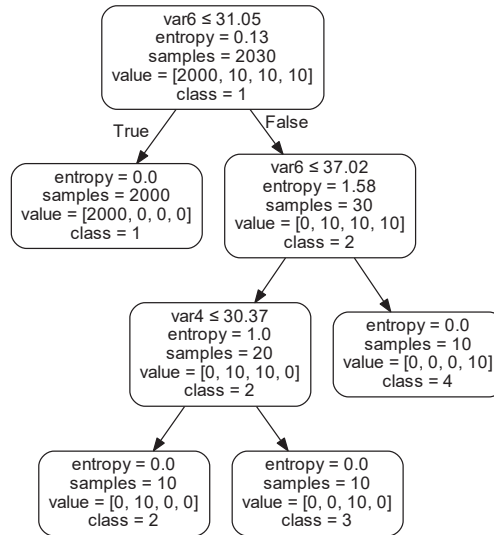 var6 ≤ 31.05
entropy = 0.13
samples = 2030
value = [2000, 10, 10, 10]
class = 1
True
False
entropy = 0.0
samples = 2000
value = [2000, 0, 0, 0]
class = 1
var6 ≤ 37.02
entropy = 1.58
samples = 30
value = [0, 10, 10, 10]
class = 2
var4 ≤ 30.37
entropy = 1.0
samples = 20
value = [0, 10, 10, 0]
class = 2
entropy = 0.0
samples = 10
value = [0, 0, 0, 10]
class = 4
entropy = 0.0
samples = 10
value = [0, 10, 0, 0]
class = 2
entropy = 0.0
samples = 10
value = [0, 0, 10, 0]
class = 3